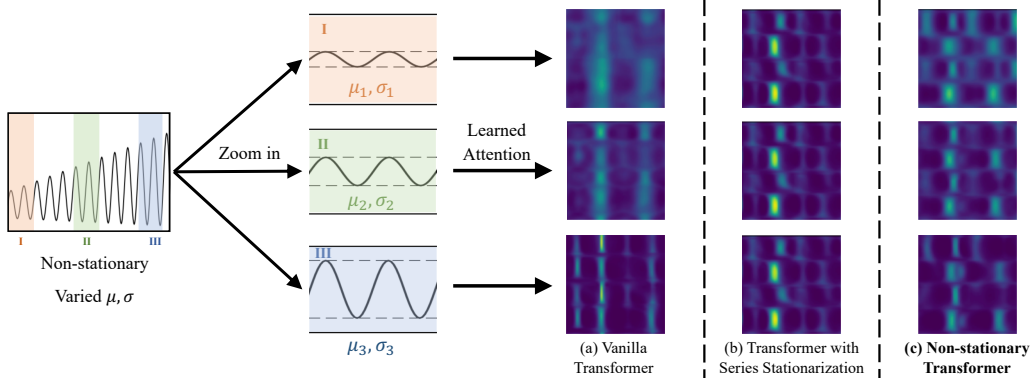 I
II
III
Non-stationary
Varied μ, σ
Zoom in
I
μ₁, σ₁
II
μ₂, σ₂
III
μ₃, σ₃
Learned
Attention
(a) Vanilla
Transformer
(b) Transformer with
Series Stationarization
(c) Non-stationary
Transformer